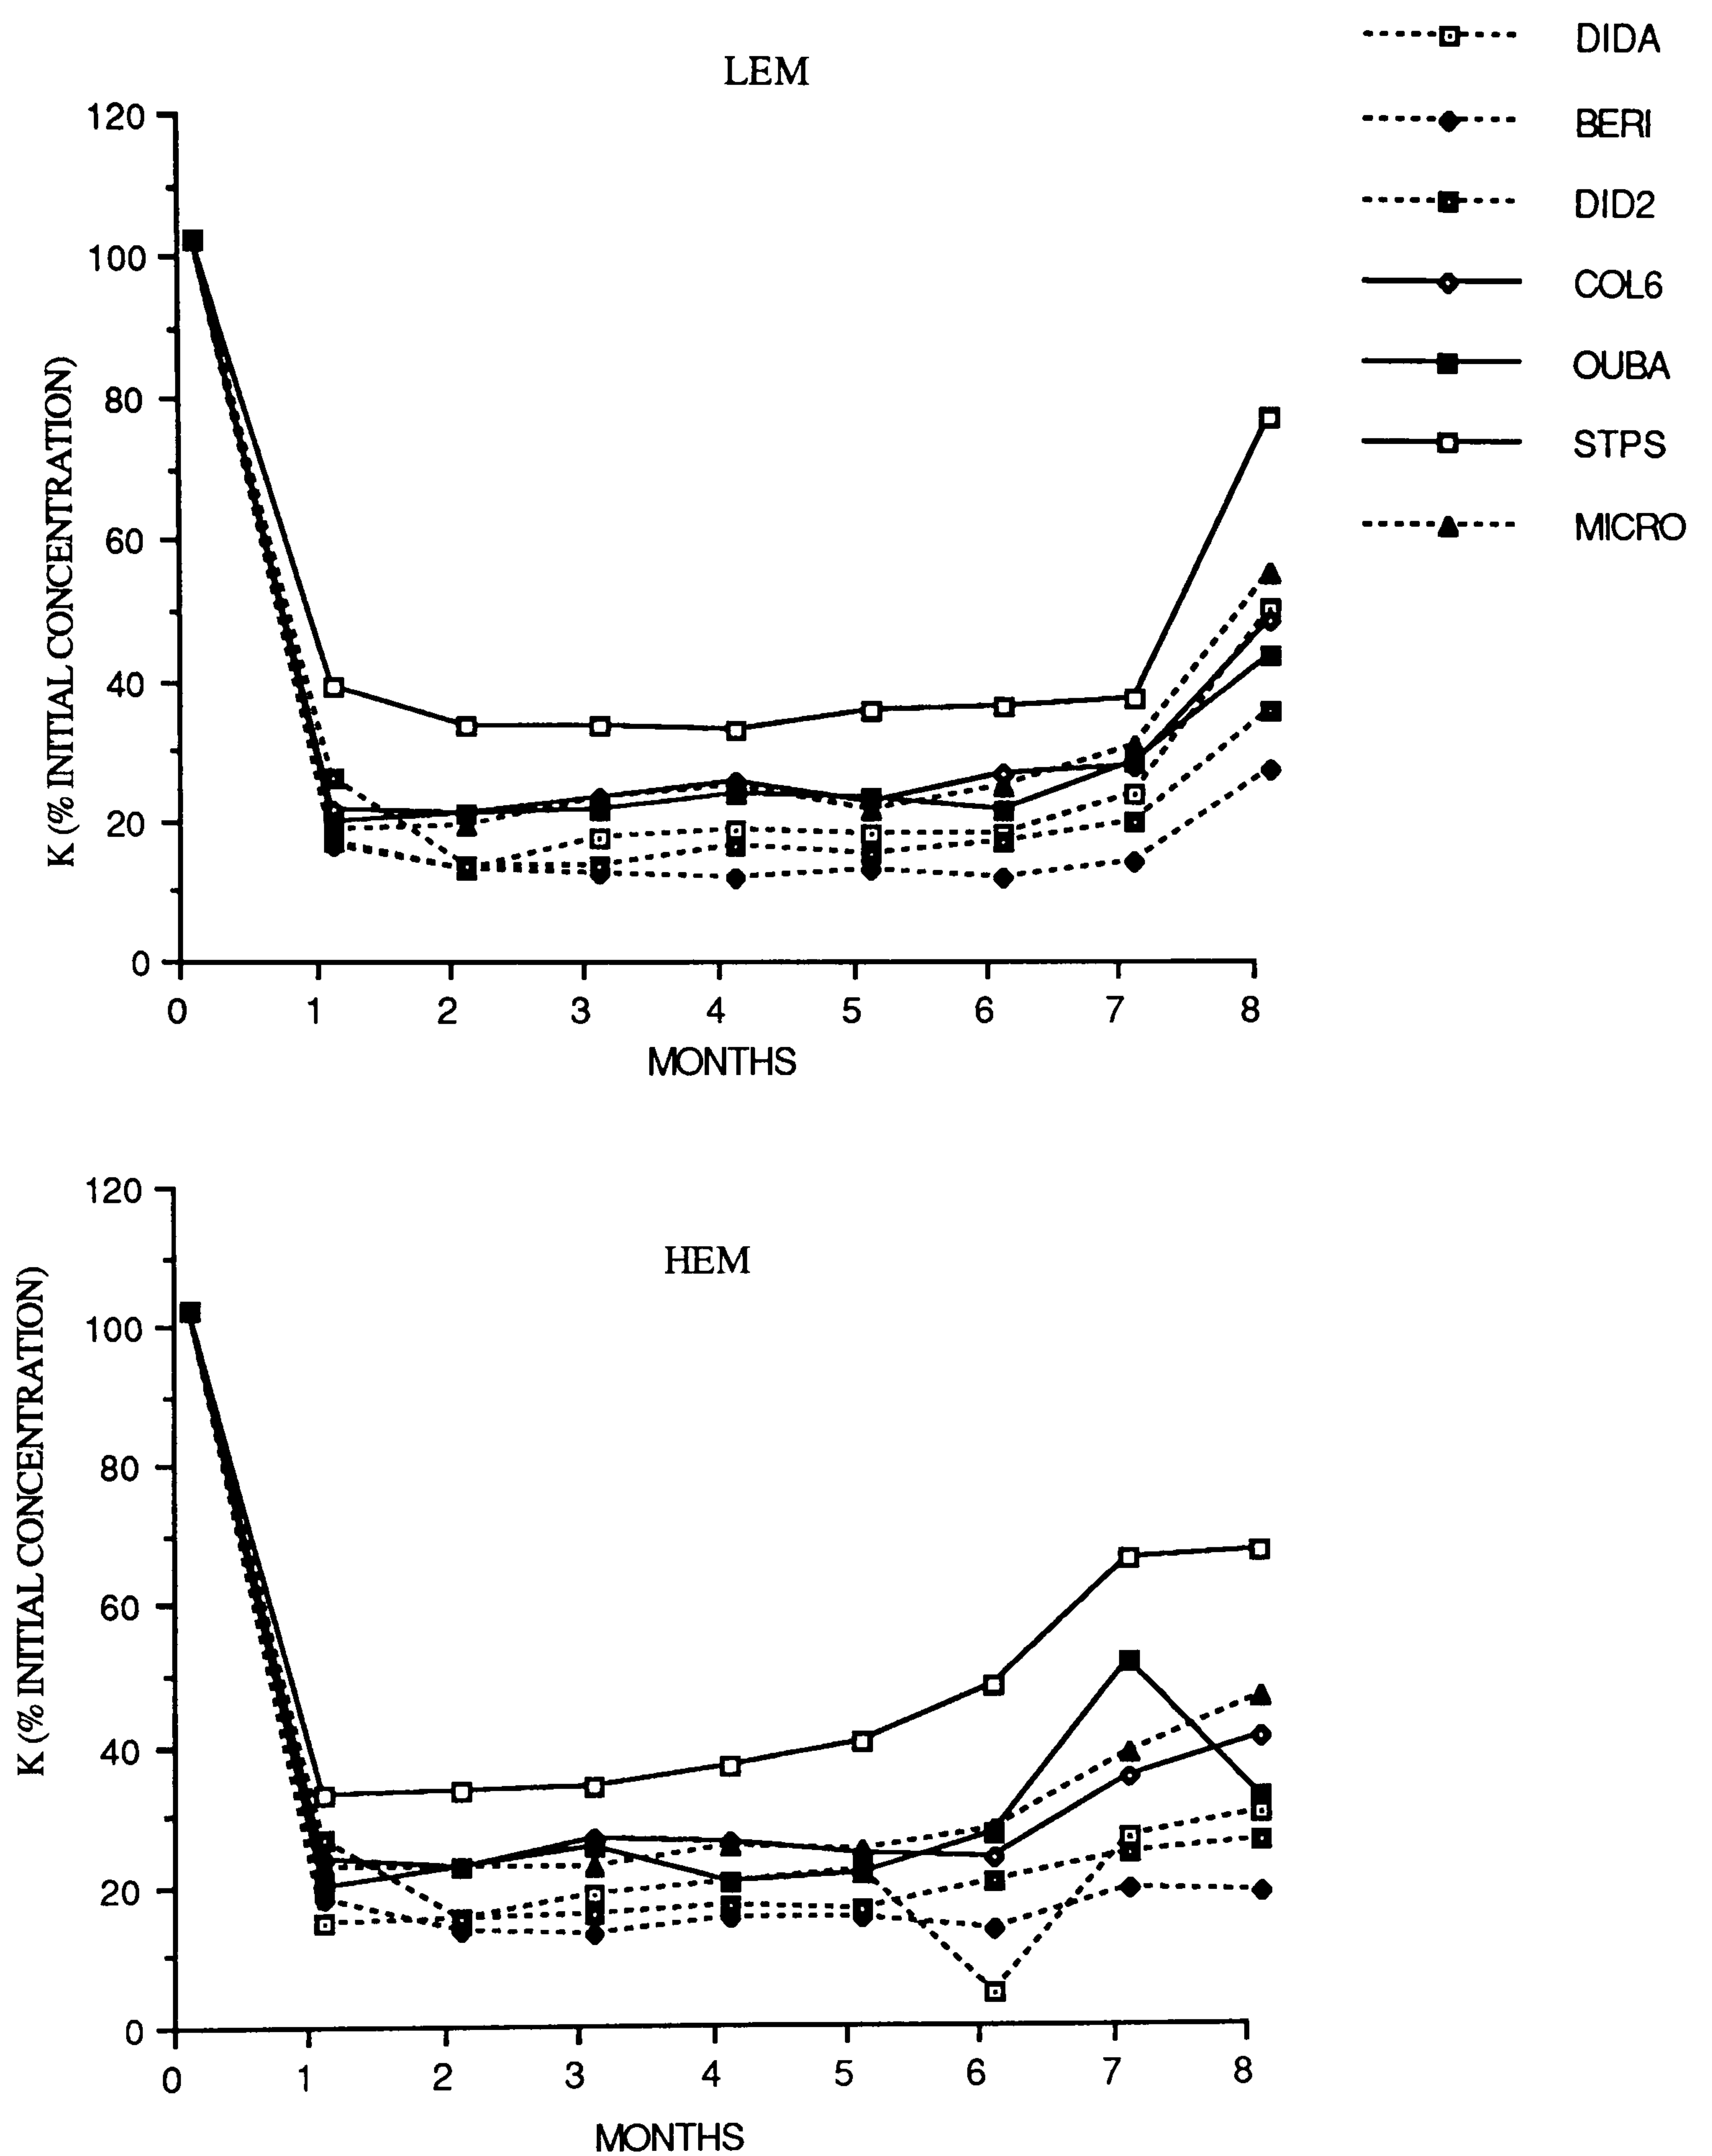 LEM
DIDA
BERI
DID2
COL6
OUBA
STPS
MICRO
K (% INITIAL CONCENTRATION)
120
100
80
60
40
20
0
0 1 2 3 4 5 6 7 8
MONTHS
HEM
K (% INITIAL CONCENTRATION)
120
100
80
60
40
20
0
0 1 2 3 4 5 6 7 8
MONTHS